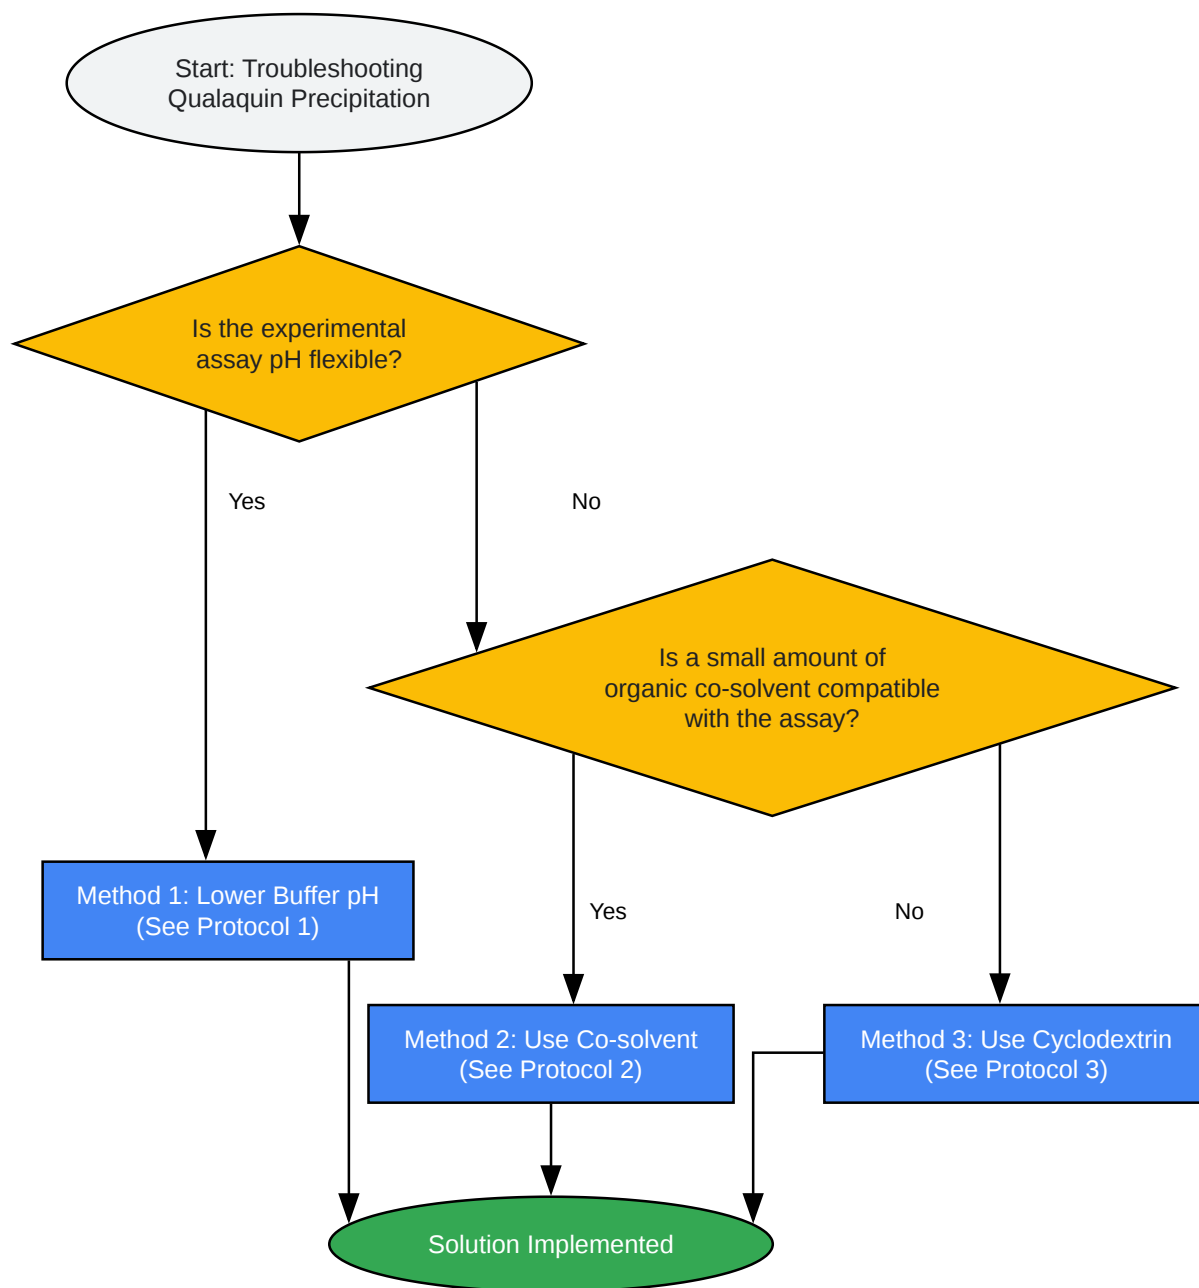 Start: Troubleshooting
Qualaquin Precipitation
Is the experimental
assay pH flexible?
Yes
No
Is a small amount of
organic co-solvent compatible
with the assay?
Method 1: Lower Buffer pH
(See Protocol 1)
Yes
No
Method 2: Use Co-solvent
(See Protocol 2)
Method 3: Use Cyclodextrin
(See Protocol 3)
Solution Implemented